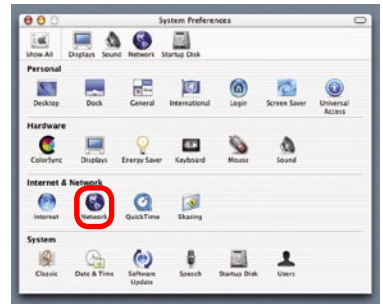 System Preferences
Show All Displays Sound Network Startup Disk
Personal
Desktop Dock General International Login Screen Saver Universal Access
Hardware
ColorSync Displays Energy Saver Keyboard Mouse Sound
Internet & Network
Internet Network QuickTime Sharing
System
Classic Date & Time Software Update Speech Startup Disk Users